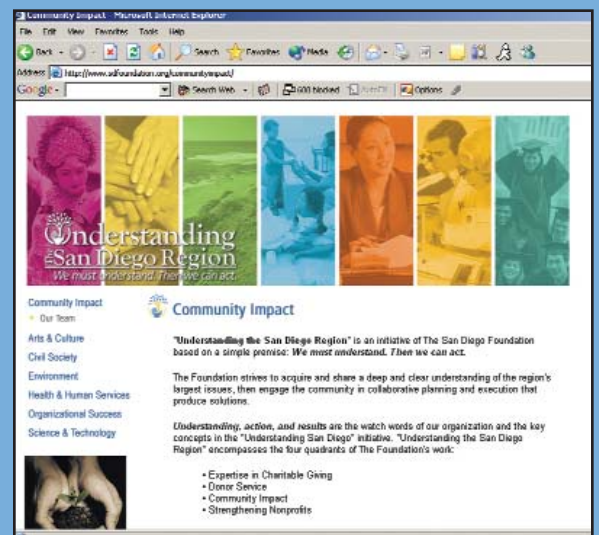 Community Impact - Microsoft Internet Explorer
File Edit View Favorites Tools Help
Back Search Favorites Media
Address http://www.sdfoundation.org/communityimpact/
Google Search Web 600 blocked AutoFill Options
Understanding
The San Diego Region
We must understand. Then we can act.
Community Impact
Our Team
Arts & Culture
Civil Society
Environment
Health & Human Services
Organizational Success
Science & Technology
Community Impact
"Understanding the San Diego Region" is an initiative of The San Diego Foundation
based on a simple premise: We must understand. Then we can act.
The Foundation strives to acquire and share a deep and clear understanding of the region's
largest issues, then engage the community in collaborative planning and execution that
produce solutions.
Understanding, action, and results are the watch words of our organization and the key
concepts in the "Understanding San Diego" initiative. "Understanding the San Diego
Region" encompasses the four quadrants of The Foundation's work:
• Expertise in Charitable Giving
• Donor Service
• Community Impact
• Strengthening Nonprofits